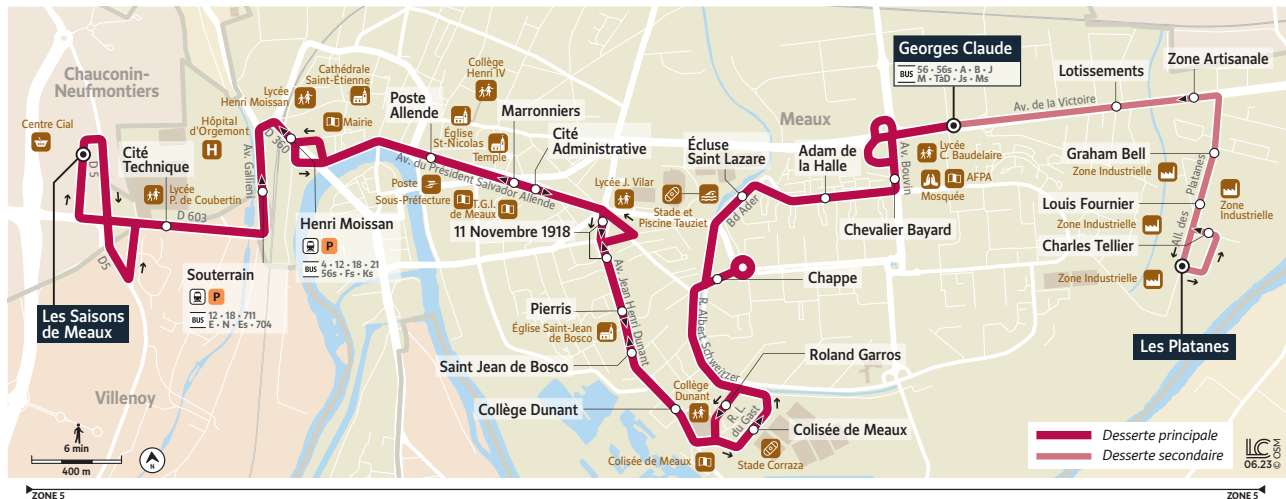 Chauconin-
Neufmontiers
Centre Cial
D 5
Cité
Technique
Lycée
P. de Coubertin
D 603
D5
Les Saisons
de Meaux
Villenoy
Hôpital
d'Orgemont
H
Av. Gallieni
Souterrain
P
BUS
12 • 18 • 711
E • N • Es • 704
Lycée
Henri Moissan
Cathédrale
Saint-Étienne
Mairie
D 360
Henri Moissan
P
BUS
4 • 12 • 18 • 21
56s • Fs • Ks
Poste
Allende
Collège
Henri IV
Église
St-Nicolas
Temple
Marronniers
Cité
Administrative
Av. du Président Salvador Allende
Poste
Sous-Préfecture
T.G.I.
de Meaux
Lycée J. Vilar
11 Novembre 1918
Av. Jean Henri Dunant
Pierris
Église Saint-Jean
de Bosco
Saint Jean de Bosco
Collège Dunant
Collège
Dunant
Colisée de Meaux
R. L.
du Gast
Stade Corraza
Colisée de Meaux
Roland Garros
R. Albert Schweitzer
Chappe
Stade et
Piscine Tauziet
Écluse
Saint Lazare
Bd Ader
Meaux
Adam de
la Halle
Chevalier Bayard
Av. Bouvin
Georges Claude
BUS
56 • 56s • A • B • J
M • TàD • Js • Ms
Lycée
C. Baudelaire
AFPA
Mosquée
Av. de la Victoire
Lotissements
Zone Artisanale
Graham Bell
Zone Industrielle
Zone
Industrielle
Louis Fournier
Zone Industrielle
Charles Tellier
All. des Platanes
Zone Industrielle
Les Platanes
6 min
400 m
N
Desserte principale
Desserte secondaire
LC
06.23 © OSM
ZONE 5
ZONE 5